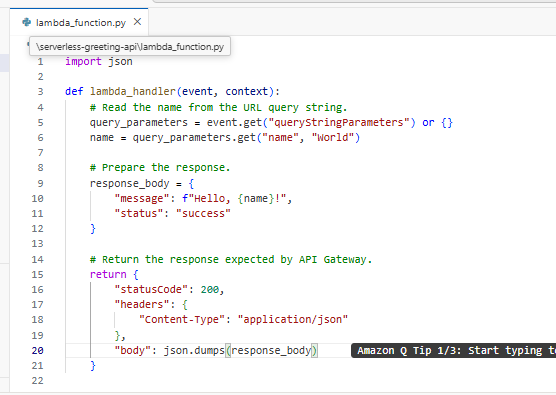 lambda_function.py
\serverless-greeting-api\lambda_function.py
1 import json
2
3 def lambda_handler(event, context):
4     # Read the name from the URL query string.
5     query_parameters = event.get("queryStringParameters") or {}
6     name = query_parameters.get("name", "World")
7
8     # Prepare the response.
9     response_body = {
10         "message": f"Hello, {name}!",
11         "status": "success"
12     }
13
14     # Return the response expected by API Gateway.
15     return {
16         "statusCode": 200,
17         "headers": {
18             "Content-Type": "application/json"
19         },
20         "body": json.dumps(response_body) Amazon Q Tip 1/3: Start typing t
21     }
22